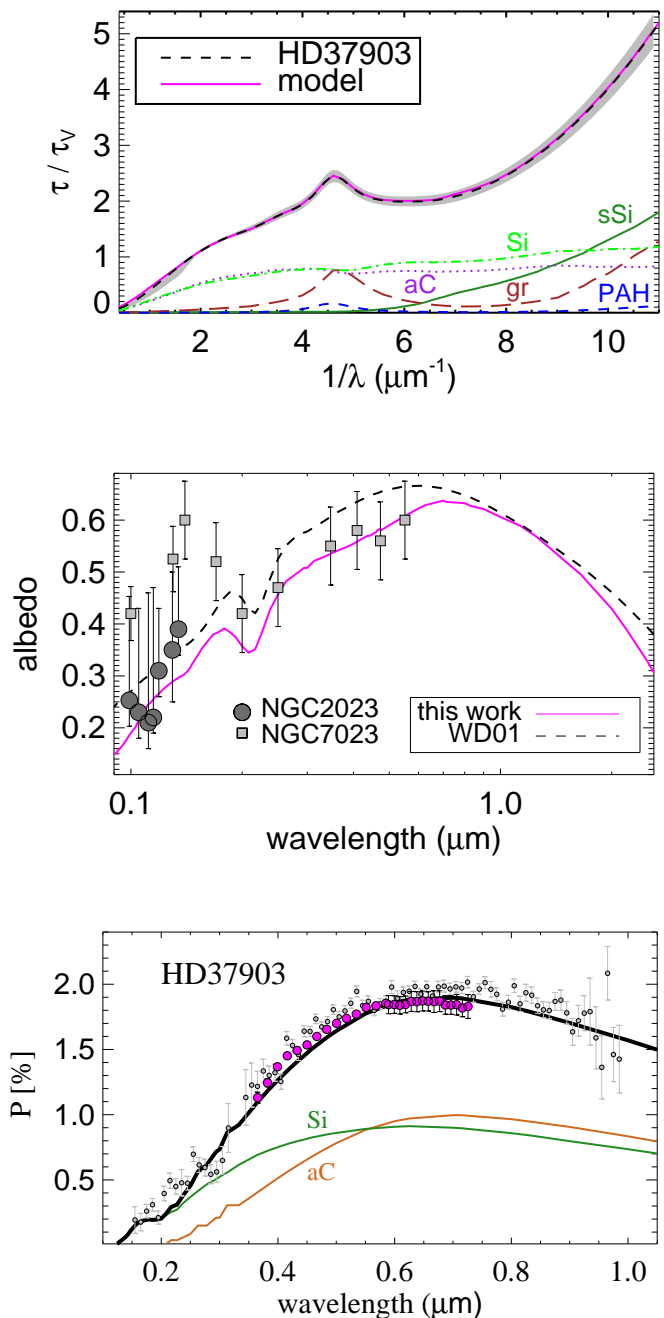 5
4
3
2
1
0
τ / τV
HD37903
model
sSi
Si
aC
gr
PAH
2 4 6 8 10
1/λ (μm-1)
0.6
0.5
0.4
0.3
0.2
albedo
NGC2023
NGC7023
this work
WD01
0.1 1.0
wavelength (μm)
HD37903
2.0
1.5
1.0
0.5
P [%]
Si
aC
0.2 0.4 0.6 0.8 1.0
wavelength (μm)